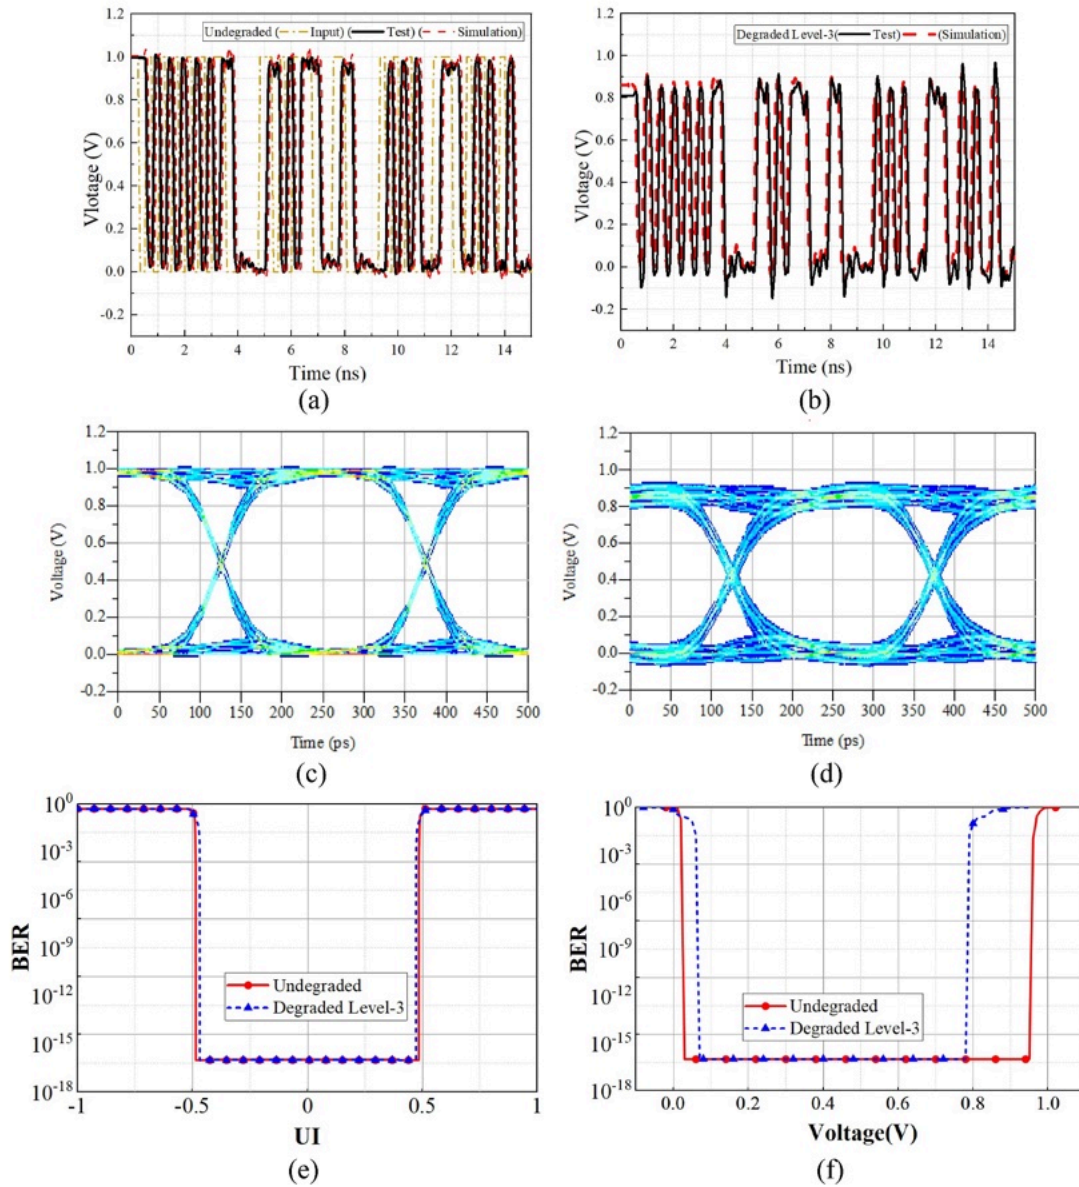 Undegraded ( Input) ( Test) ( Simulation)
1.2
1.0
0.8
0.6
0.4
0.2
0.0
-0.2
Vlotage (V)
0 2 4 6 8 10 12 14
Time (ns)
(a)
Degraded Level-3( Test) (Simulation)
1.2
1.0
0.8
0.6
0.4
0.2
0.0
-0.2
Vlotage (V)
0 2 4 6 8 10 12 14
Time (ns)
(b)
1.2
1.0
0.8
0.6
0.4
0.2
0.0
-0.2
Voltage (V)
0 50 100 150 200 250 300 350 400 450 500
Time (ps)
(c)
1.2
1.0
0.8
0.6
0.4
0.2
0.0
-0.2
Voltage (V)
0 50 100 150 200 250 300 350 400 450 500
Time (ps)
(d)
10^0
10^-3
10^-6
10^-9
10^-12
10^-15
10^-18
BER
Undegraded
Degraded Level-3
-1 -0.5 0 0.5 1
UI
(e)
10^0
10^-3
10^-6
10^-9
10^-12
10^-15
10^-18
BER
Undegraded
Degraded Level-3
0.0 0.2 0.4 0.6 0.8 1.0
Voltage(V)
(f)